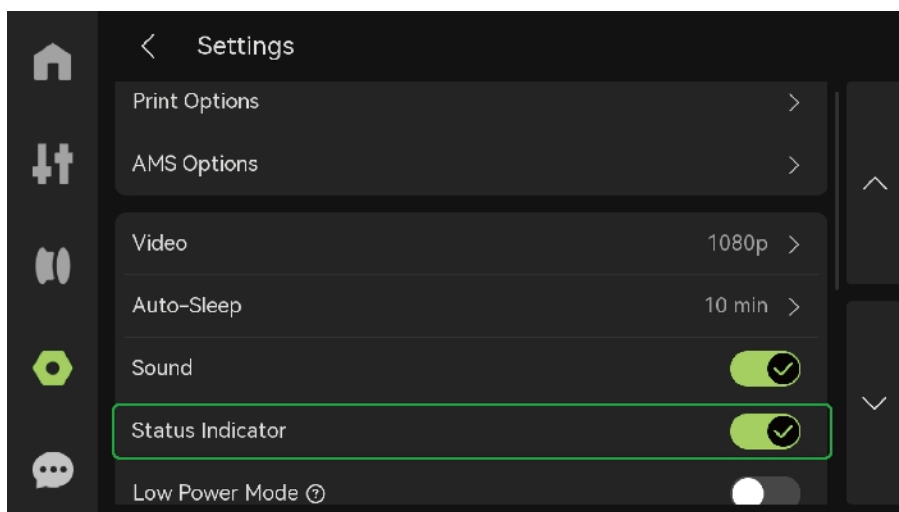 Settings
Print Options
AMS Options
Video 1080p
Auto-Sleep 10 min
Sound
Status Indicator
Low Power Mode